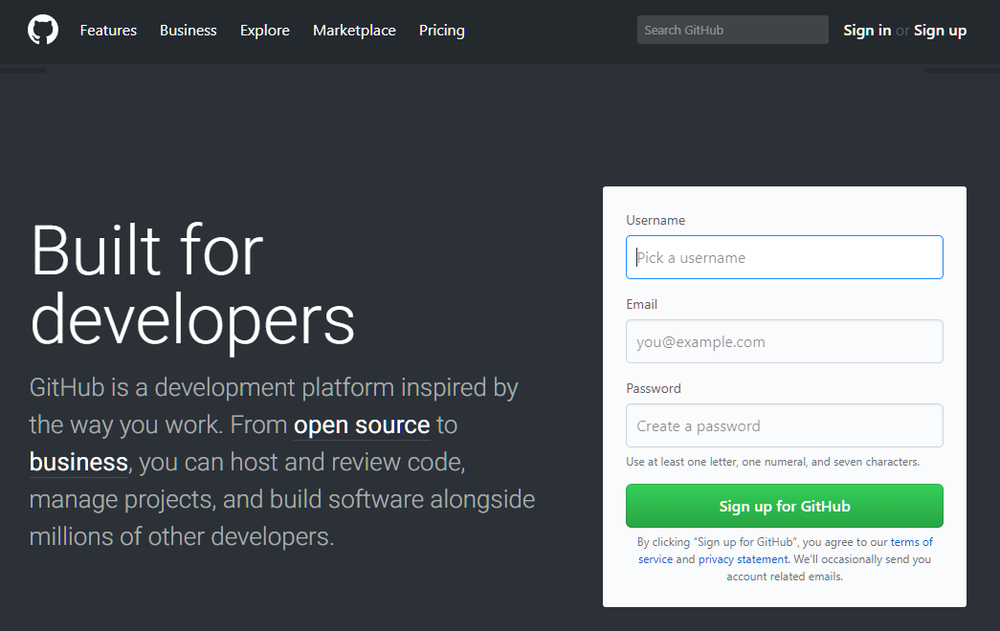 Features Business Explore Marketplace Pricing Search GitHub Sign in or Sign up
Built for
developers
GitHub is a development platform inspired by
the way you work. From open source to
business, you can host and review code,
manage projects, and build software alongside
millions of other developers.
Username
Pick a username
Email
you@example.com
Password
Create a password
Use at least one letter, one numeral, and seven characters.
Sign up for GitHub
By clicking “Sign up for GitHub”, you agree to our terms of
service and privacy statement. We’ll occasionally send you
account related emails.